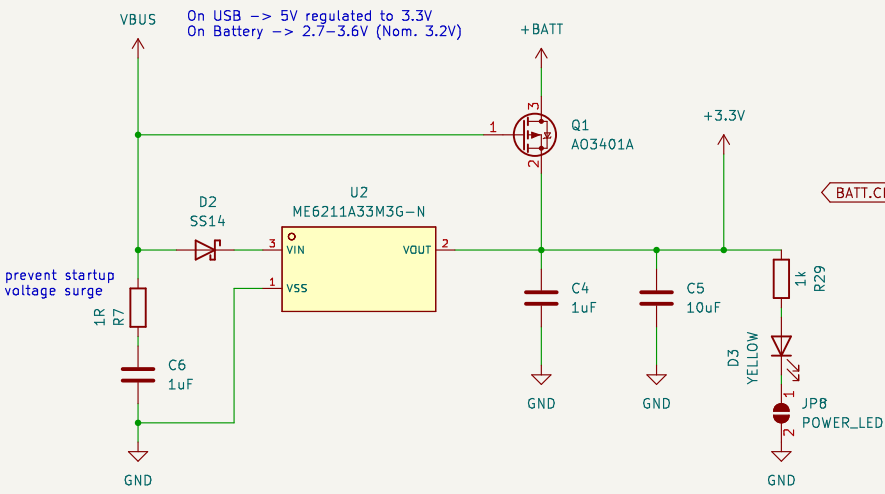 VBUS
On USB -> 5V regulated to 3.3V
On Battery -> 2.7-3.6V (Nom. 3.2V)
+BATT
3
1
Q1
AO3401A
2
+3.3V
BATT.C
D2
SS14
U2
ME6211A33M3G-N
3
VIN
VOUT
2
1
VSS
prevent startup
voltage surge
1R
R7
C6
1uF
C4
1uF
C5
10uF
1k
R29
D3
YELLOW
1
JP8
POWER_LED
2
GND
GND
GND
GND